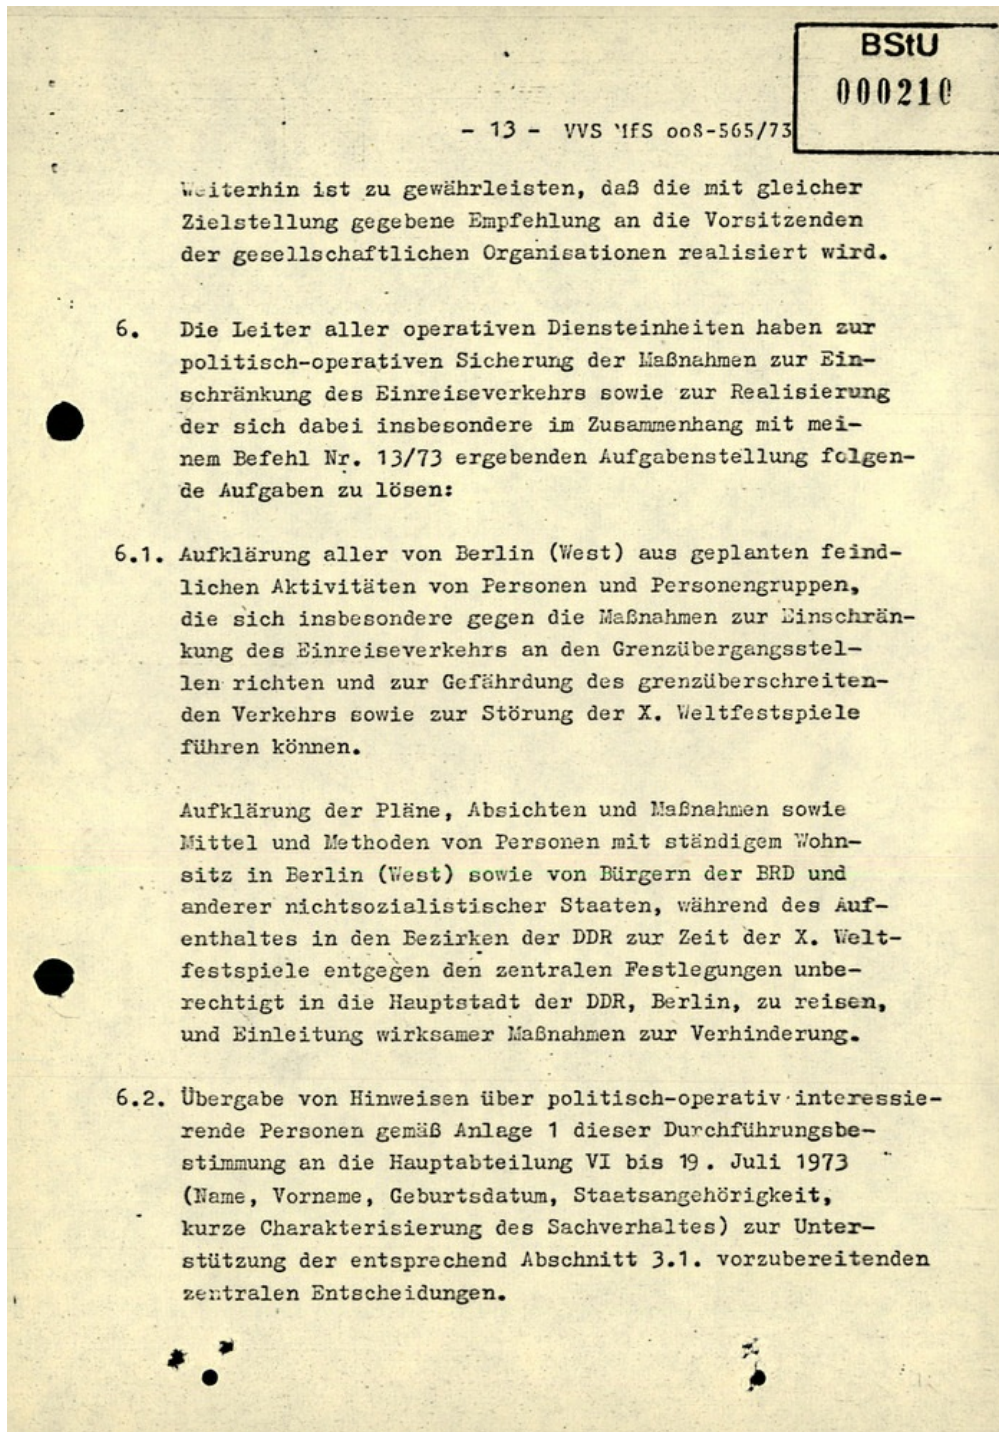 BStU
000210
- 13 - VVS MfS oo8-565/73
Weiterhin ist zu gewährleisten, daß die mit gleicher
Zielstellung gegebene Empfehlung an die Vorsitzenden
der gesellschaftlichen Organisationen realisiert wird.
6. Die Leiter aller operativen Diensteinheiten haben zur
politisch-operativen Sicherung der Maßnahmen zur Ein-
schränkung des Einreiseverkehrs sowie zur Realisierung
der sich dabei insbesondere im Zusammenhang mit mei-
nem Befehl Nr. 13/73 ergebenden Aufgabenstellung folgen-
de Aufgaben zu lösen:
6.1. Aufklärung aller von Berlin (West) aus geplanten feind-
lichen Aktivitäten von Personen und Personengruppen,
die sich insbesondere gegen die Maßnahmen zur Einschrän-
kung des Einreiseverkehrs an den Grenzübergangsstel-
len richten und zur Gefährdung des grenzüberschreiten-
den Verkehrs sowie zur Störung der X. Weltfestspiele
führen können.
Aufklärung der Pläne, Absichten und Maßnahmen sowie
Mittel und Methoden von Personen mit ständigem Wohn-
sitz in Berlin (West) sowie von Bürgern der BRD und
anderer nichtsozialistischer Staaten, während des Auf-
enthaltes in den Bezirken der DDR zur Zeit der X. Welt-
festspiele entgegen den zentralen Festlegungen unbe-
rechtigt in die Hauptstadt der DDR, Berlin, zu reisen,
und Einleitung wirksamer Maßnahmen zur Verhinderung.
6.2. Übergabe von Hinweisen über politisch-operativ interessie-
rende Personen gemäß Anlage 1 dieser Durchführungsbe-
stimmung an die Hauptabteilung VI bis 19. Juli 1973
(Name, Vorname, Geburtsdatum, Staatsangehörigkeit,
kurze Charakterisierung des Sachverhaltes) zur Unter-
stützung der entsprechend Abschnitt 3.1. vorzubereitenden
zentralen Entscheidungen.